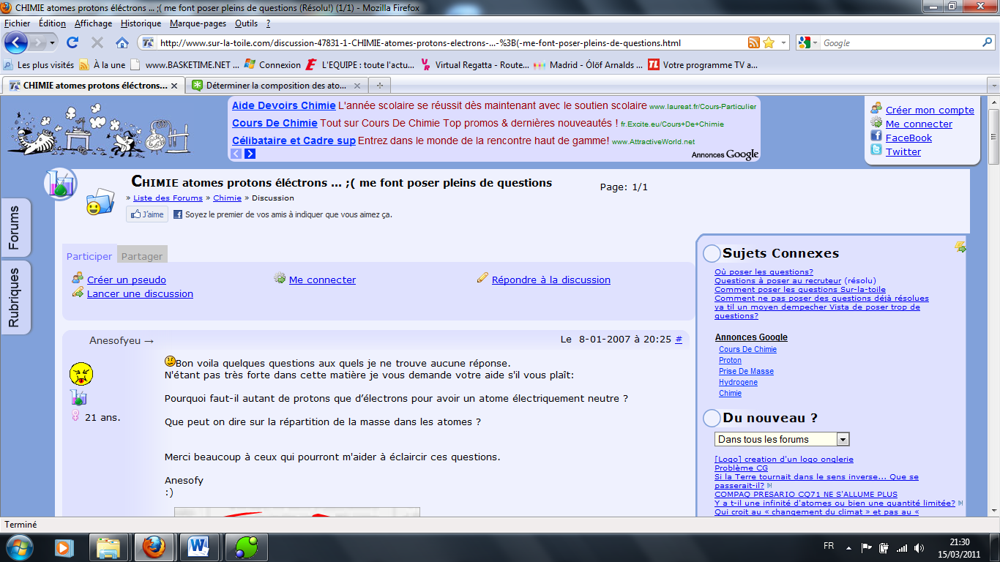 CHIMIE atomes protons éléctrons ... ;( me font poser pleins de questions (Résolu!) (1/1) - Mozilla Firefox
Fichier Édition Affichage Historique Marque-pages Outils ?
http://www.sur-la-toile.com/discussion-47831-1-CHIMIE-atomes-protons-electrons-...-%3B(-me-font-poser-pleins-de-questions.html
Google
Les plus visités À la une www.BASKETIME.NET ... Connexion L'EQUIPE : toute l'actu... Virtual Regatta - Route... Madrid - Ólöf Arnalds ... Votre programme TV a...
CHIMIE atomes protons éléctrons... Déterminer la composition des ato...
Aide Devoirs Chimie L'année scolaire se réussit dès maintenant avec le soutien scolaire www.laureat.fr/Cours-Particulier
Cours De Chimie Tout sur Cours De Chimie Top promos & dernières nouveautés ! fr.Excite.eu/Cours+De+Chimie
Célibataire et Cadre sup Entrez dans le monde de la rencontre haut de gamme! www.AttractiveWorld.net
Annonces Google
Créer mon compte
Me connecter
FaceBook
Twitter
CHIMIE atomes protons éléctrons ... ;( me font poser pleins de questions
Page: 1/1
» Liste des Forums » Chimie » Discussion
J'aime Soyez le premier de vos amis à indiquer que vous aimez ça.
Forums
Rubriques
Participer Partager
Créer un pseudo Me connecter Répondre à la discussion
Lancer une discussion
Anesofyeu → Le 8-01-2007 à 20:25 #
21 ans.
Bon voila quelques questions aux quels je ne trouve aucune réponse.
N'étant pas très forte dans cette matière je vous demande votre aide s'il vous plaît:
Pourquoi faut-il autant de protons que d’électrons pour avoir un atome électriquement neutre ?
Que peut on dire sur la répartition de la masse dans les atomes ?
Merci beaucoup à ceux qui pourront m'aider à éclaircir ces questions.
Anesofy
:)
Sujets Connexes
Où poser les questions?
Questions à poser au recruteur (résolu)
Comment poser les questions Sur-la-toile
Comment ne pas poser des questions déjà résolues
ya til un moyen dempecher Vista de poser trop de
questions?
Annonces Google
Cours De Chimie
Proton
Prise De Masse
Hydrogene
Chimie
Du nouveau ?
Dans tous les forums
[Logo] creation d'un logo onglerie
Problème CG
Si la Terre tournait dans le sens inverse... Que se
passerait-il?
COMPAQ PRESARIO CQ71 NE S'ALLUME PLUS
Y a t-il une infinité d'atomes ou bien une quantité limitée?
Qui croit au « changement du climat » et pas au «
Terminé
FR
21:30
15/03/2011